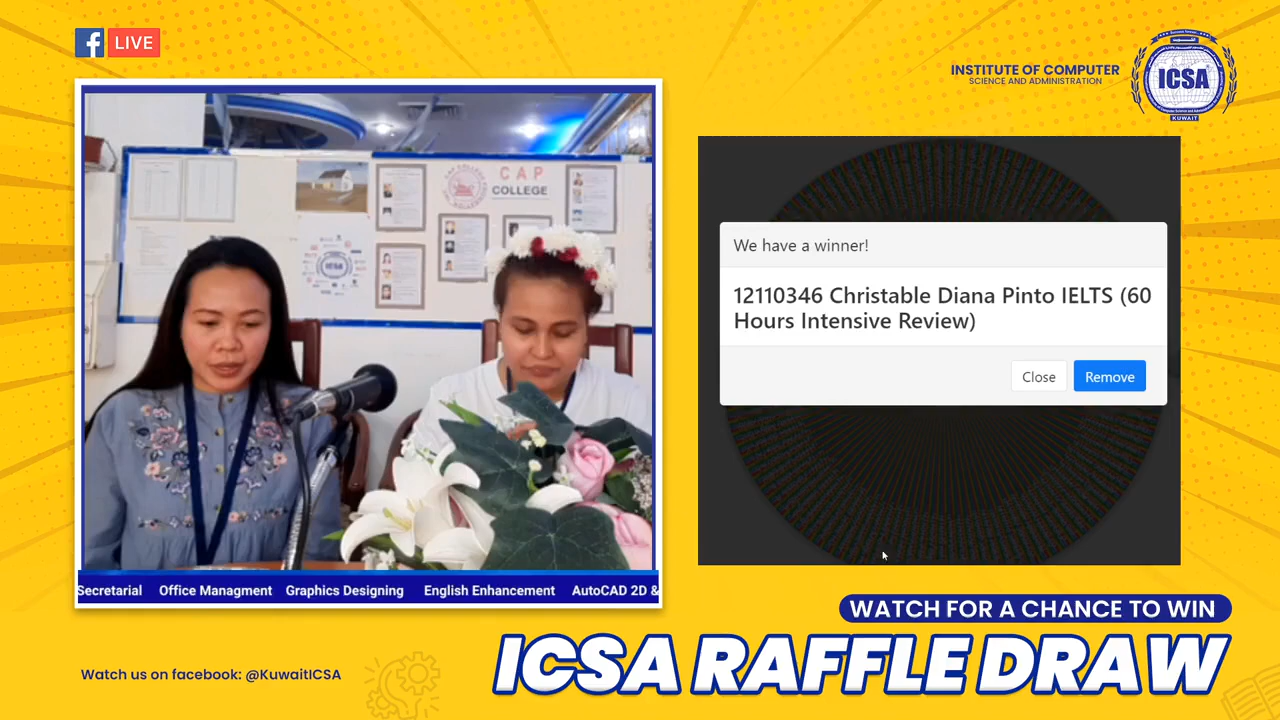 f LIVE
INSTITUTE OF COMPUTER
SCIENCE AND ADMINISTRATION
ICSA
KUWAIT
CAP
COLLEGE
ICSA
We have a winner!
12110346 Christable Diana Pinto IELTS (60
Hours Intensive Review)
Close Remove
Secretarial Office Managment Graphics Designing English Enhancement AutoCAD 2D &
WATCH FOR A CHANCE TO WIN
ICSA RAFFLE DRAW
Watch us on facebook: @KuwaitICSA